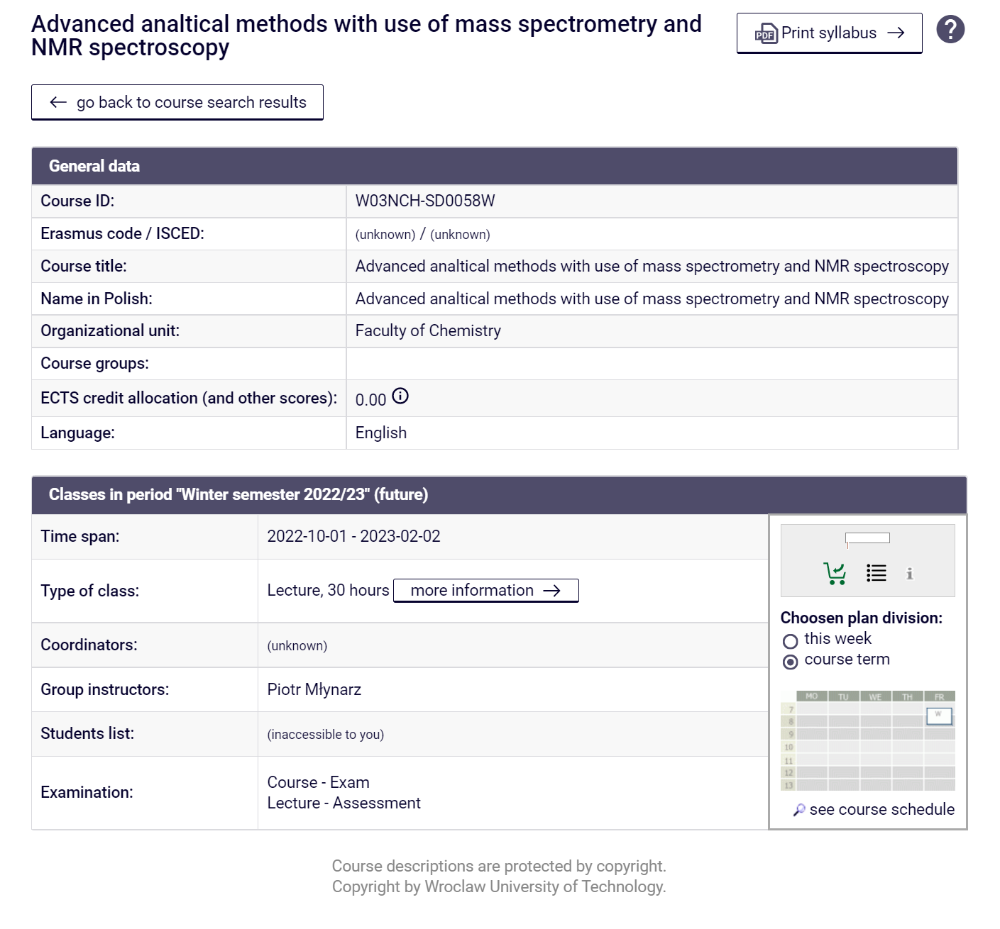 Advanced analtical methods with use of mass spectrometry and
NMR spectroscopy
PDF Print syllabus →
?
← go back to course search results
General data
Course ID: W03NCH-SD0058W
Erasmus code / ISCED: (unknown) / (unknown)
Course title: Advanced analtical methods with use of mass spectrometry and NMR spectroscopy
Name in Polish: Advanced analtical methods with use of mass spectrometry and NMR spectroscopy
Organizational unit: Faculty of Chemistry
Course groups:
ECTS credit allocation (and other scores): 0.00
Language: English
Classes in period "Winter semester 2022/23" (future)
Time span: 2022-10-01 - 2023-02-02
Type of class: Lecture, 30 hours more information →
Coordinators: (unknown)
Group instructors: Piotr Młynarz
Students list: (inaccessible to you)
Examination: Course - Exam
Lecture - Assessment
i
Choosen plan division:
this week
course term
MO TU WE TH FR
7
W
8
9
10
11
12
13
see course schedule
Course descriptions are protected by copyright.
Copyright by Wroclaw University of Technology.